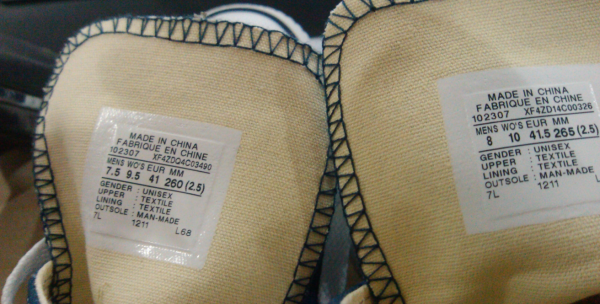 MADE IN CHINA
FABRIQUE EN CHINE
102307 XF4ZDQ4C03490
MENS WO'S EUR MM
7.5 9.5 41 260 (2.5)
GENDER : UNISEX
UPPER : TEXTILE
LINING : TEXTILE
OUTSOLE : MAN-MADE
7L 1211 L68
MADE IN CHINA
FABRIQUE EN CHINE
102307 XF4ZD14C00326
MENS WO'S EUR MM
8 10 41.5 265 (2.5)
GENDER : UNISEX
UPPER : TEXTILE
LINING : TEXTILE
OUTSOLE : MAN-MADE
7L 1211